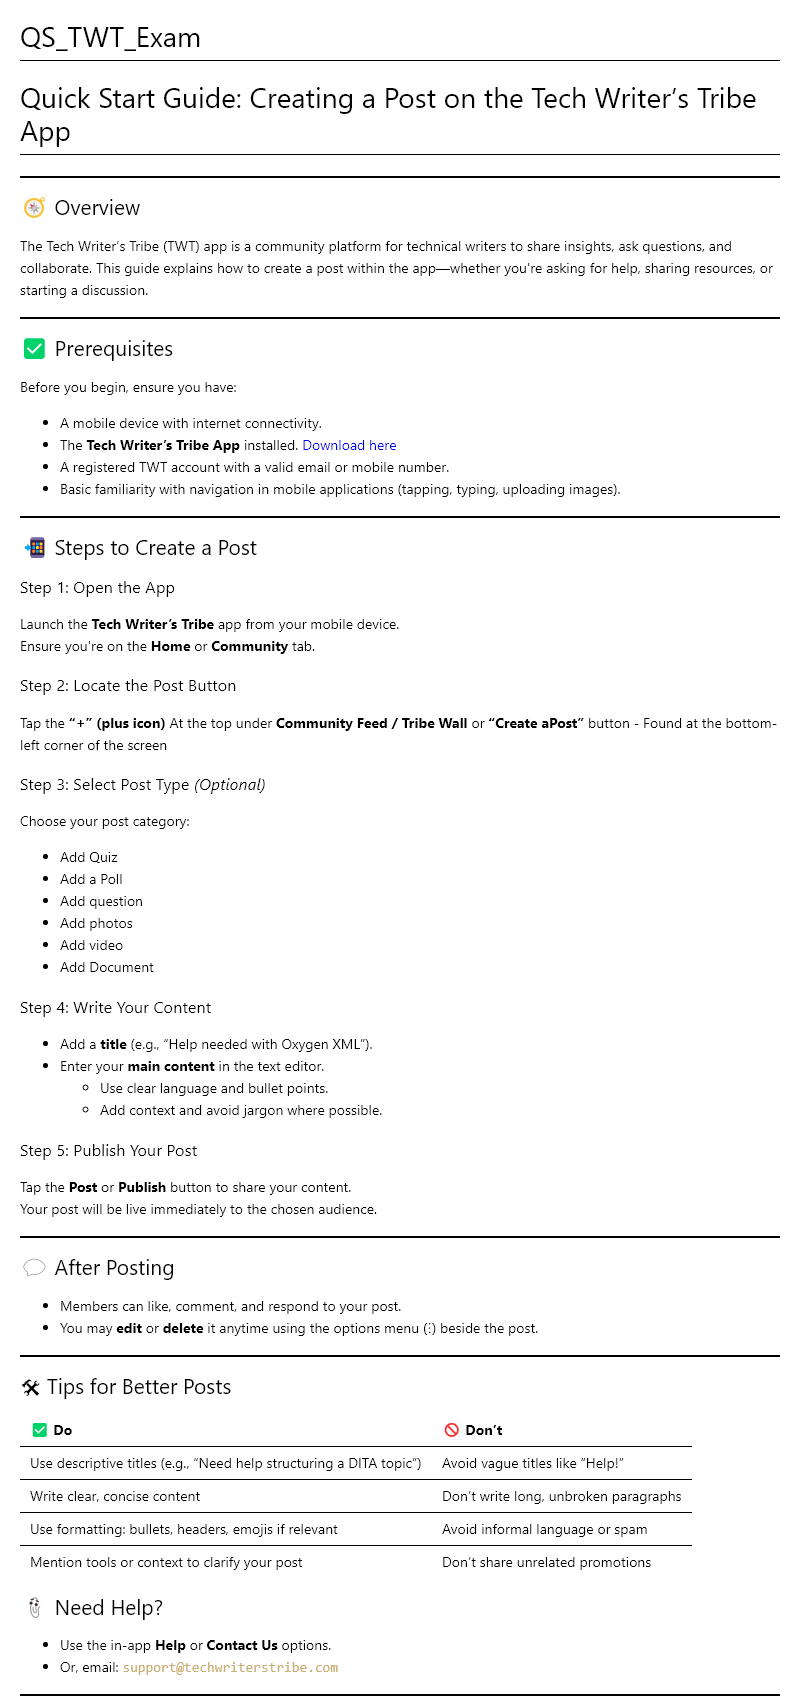 QS_TWT_Exam
Quick Start Guide: Creating a Post on the Tech Writer’s Tribe
App
🧭 Overview
The Tech Writer’s Tribe (TWT) app is a community platform for technical writers to share insights, ask questions, and
collaborate. This guide explains how to create a post within the app—whether you're asking for help, sharing resources, or
starting a discussion.
✅ Prerequisites
Before you begin, ensure you have:
• A mobile device with internet connectivity.
• The Tech Writer’s Tribe App installed. Download here
• A registered TWT account with a valid email or mobile number.
• Basic familiarity with navigation in mobile applications (tapping, typing, uploading images).
📲 Steps to Create a Post
Step 1: Open the App
Launch the Tech Writer’s Tribe app from your mobile device.
Ensure you're on the Home or Community tab.
Step 2: Locate the Post Button
Tap the “+” (plus icon) At the top under Community Feed / Tribe Wall or “Create aPost” button - Found at the bottom-
left corner of the screen
Step 3: Select Post Type (Optional)
Choose your post category:
• Add Quiz
• Add a Poll
• Add question
• Add photos
• Add video
• Add Document
Step 4: Write Your Content
• Add a title (e.g., “Help needed with Oxygen XML”).
• Enter your main content in the text editor.
◦ Use clear language and bullet points.
◦ Add context and avoid jargon where possible.
Step 5: Publish Your Post
Tap the Post or Publish button to share your content.
Your post will be live immediately to the chosen audience.
💬 After Posting
• Members can like, comment, and respond to your post.
• You may edit or delete it anytime using the options menu (⋮) beside the post.
🛠 Tips for Better Posts
✅ Do 🚫 Don’t
Use descriptive titles (e.g., “Need help structuring a DITA topic”) Avoid vague titles like “Help!”
Write clear, concise content Don’t write long, unbroken paragraphs
Use formatting: bullets, headers, emojis if relevant Avoid informal language or spam
Mention tools or context to clarify your post Don’t share unrelated promotions
Need Help?
• Use the in-app Help or Contact Us options.
• Or, email: support@techwriterstribe.com